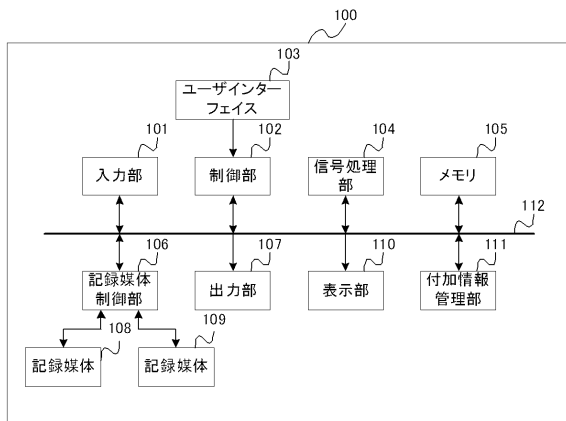 100
103
ユーザインター
フェイス
101
入力部
102
制御部
104
信号処理
部
105
メモリ
112
106
記録媒体
制御部
107
出力部
110
表示部
111
付加情報
管理部
108
記録媒体
109
記録媒体